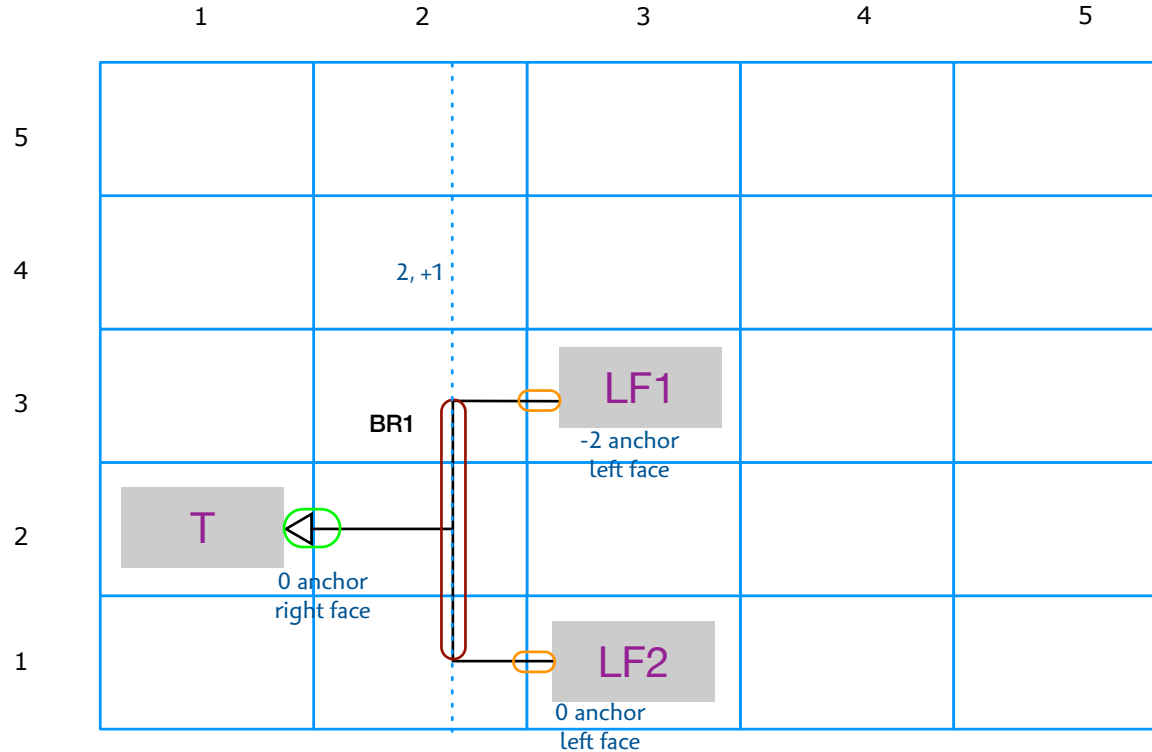 1 2 3 4 5
5
4
2, +1
3
LF1
BR1
-2 anchor
left face
2
T
0 anchor
right face
1
LF2
0 anchor
left face